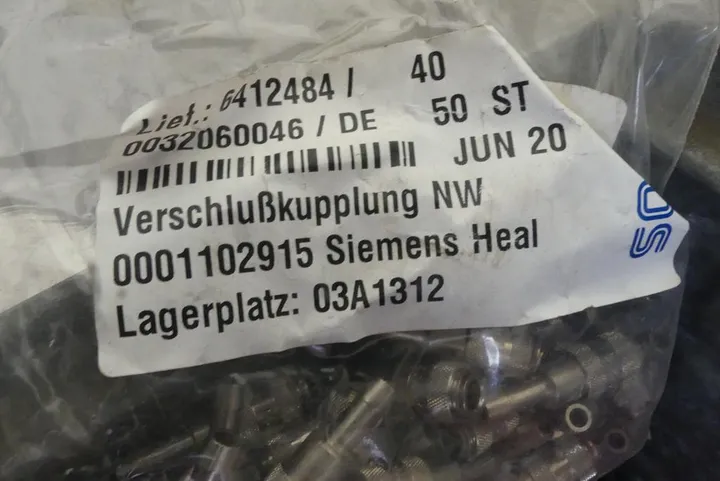 Lief.: 6412484 / 40
0032060046 / DE 50 ST
JUN 20
Verschlußkupplung NW
0001102915 Siemens Heal
Lagerplatz: 03A1312